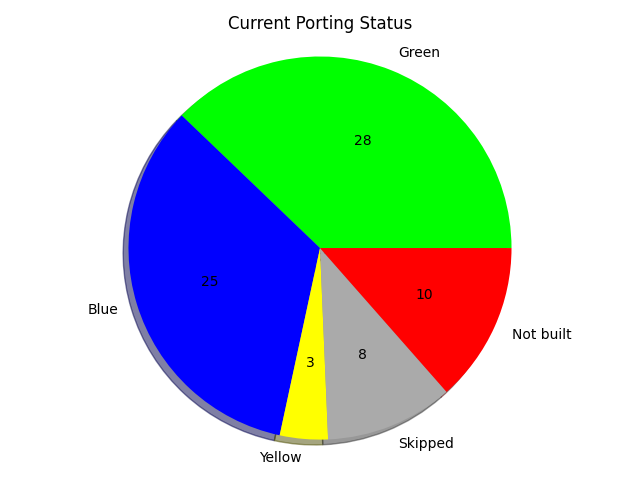 Current Porting Status
Green
28
25
Blue
10
Not built
8
3
Skipped
Yellow